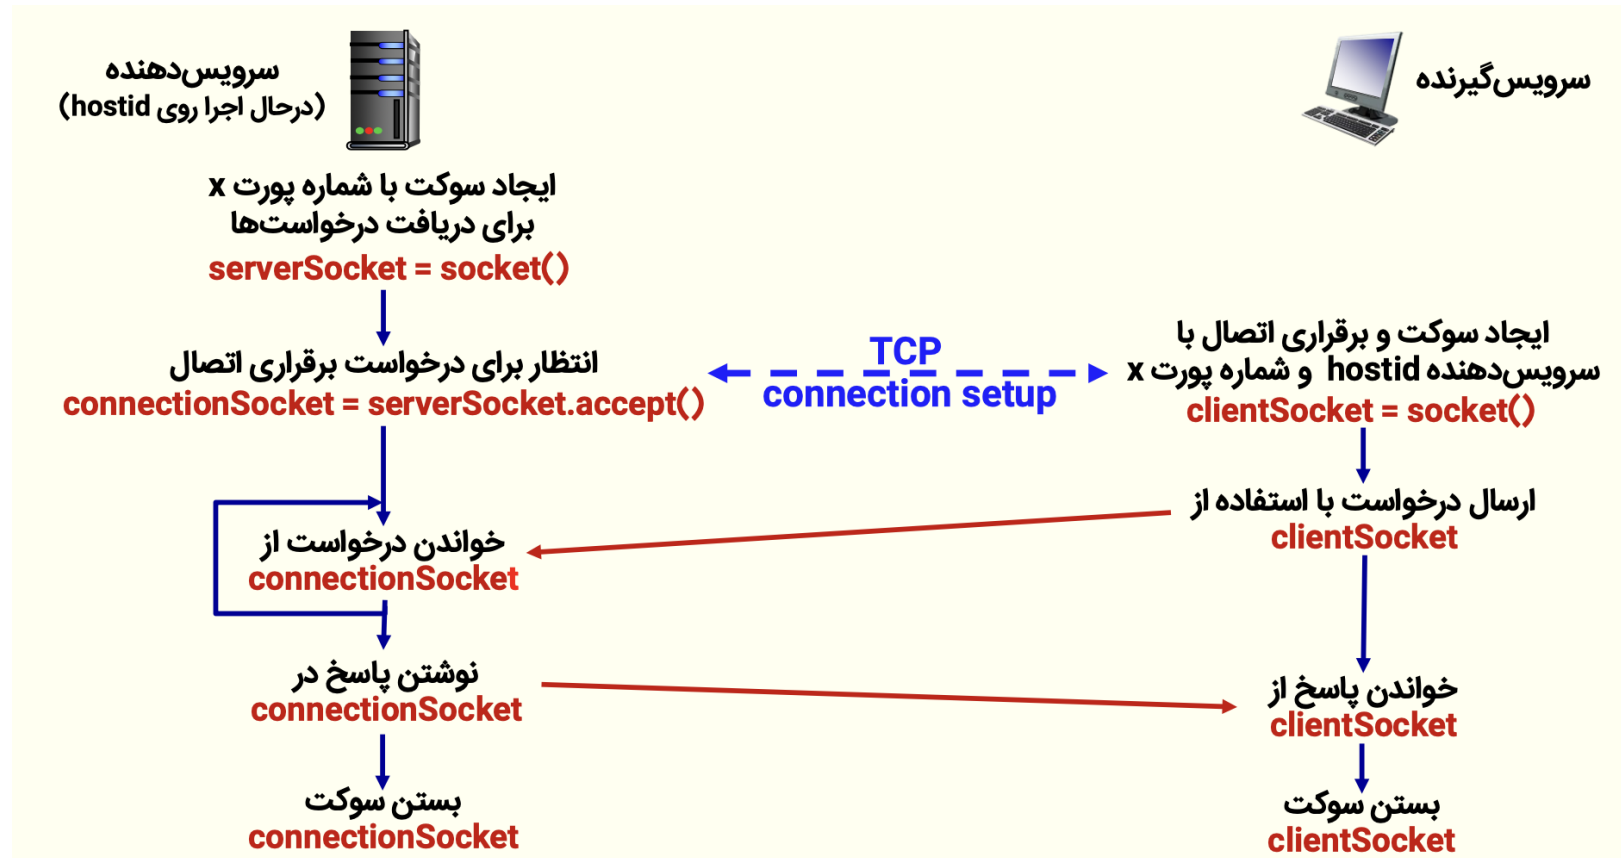 سرویس‌دهنده
(درحال اجرا روی hostid)
ایجاد سوکت با شماره پورت x
برای دریافت درخواست‌ها
serverSocket = socket()
انتظار برای درخواست برقراری اتصال
connectionSocket = serverSocket.accept()
خواندن درخواست از
connectionSocket
نوشتن پاسخ در
connectionSocket
بستن سوکت
connectionSocket
TCP
connection setup
سرویس‌گیرنده
ایجاد سوکت و برقراری اتصال با
سرویس‌دهنده hostid و شماره پورت x
clientSocket = socket()
ارسال درخواست با استفاده از
clientSocket
خواندن پاسخ از
clientSocket
بستن سوکت
clientSocket